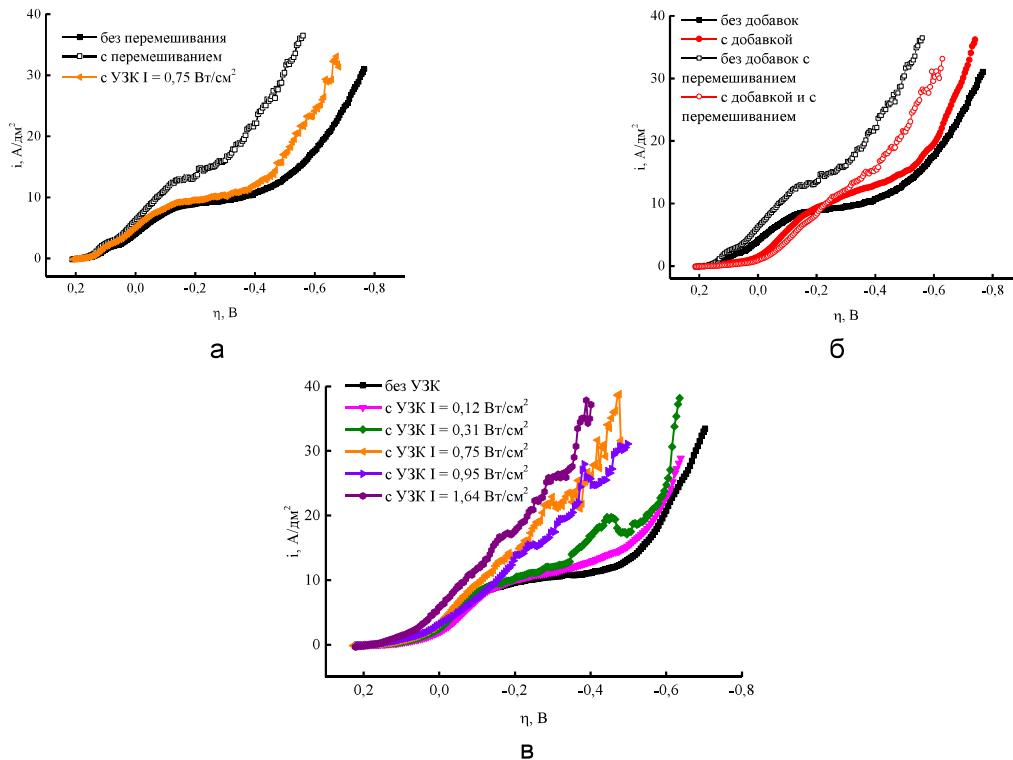 40
30
20
10
0
i, А/дм²
без перемешивания
с перемешиванием
с УЗК I = 0,75 Вт/см²
0,2 0,0 -0,2 -0,4 -0,6 -0,8
η, В
а
40
30
20
10
0
i, А/дм²
без добавок
с добавкой
без добавок с
перемешиванием
с добавкой и с
перемешиванием
0,2 0,0 -0,2 -0,4 -0,6 -0,8
η, В
б
40
30
20
10
0
i, А/дм²
без УЗК
с УЗК I = 0,12 Вт/см²
с УЗК I = 0,31 Вт/см²
с УЗК I = 0,75 Вт/см²
с УЗК I = 0,95 Вт/см²
с УЗК I = 1,64 Вт/см²
0,2 0,0 -0,2 -0,4 -0,6 -0,8
η, В
в